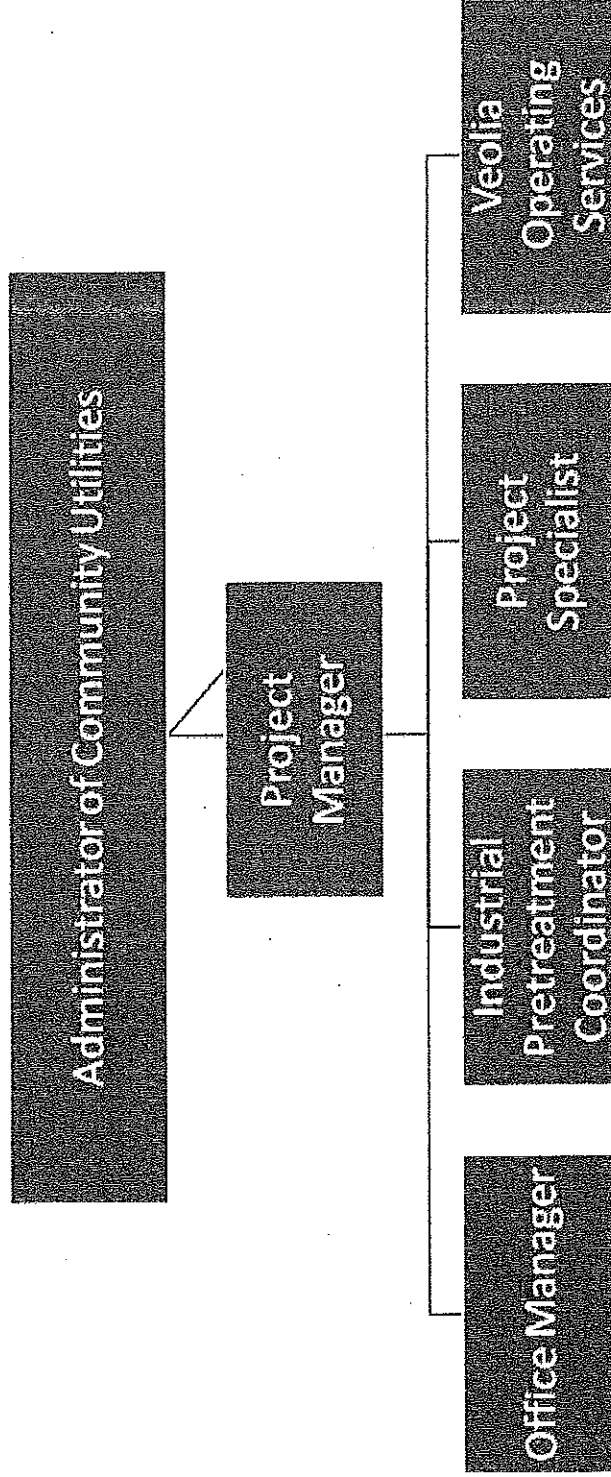 Administrator of Community Utilities
Project
Manager
Office Manager
Industrial
Pretreatment
Coordinator
Project
Specialist
Veolia
Operating
Services